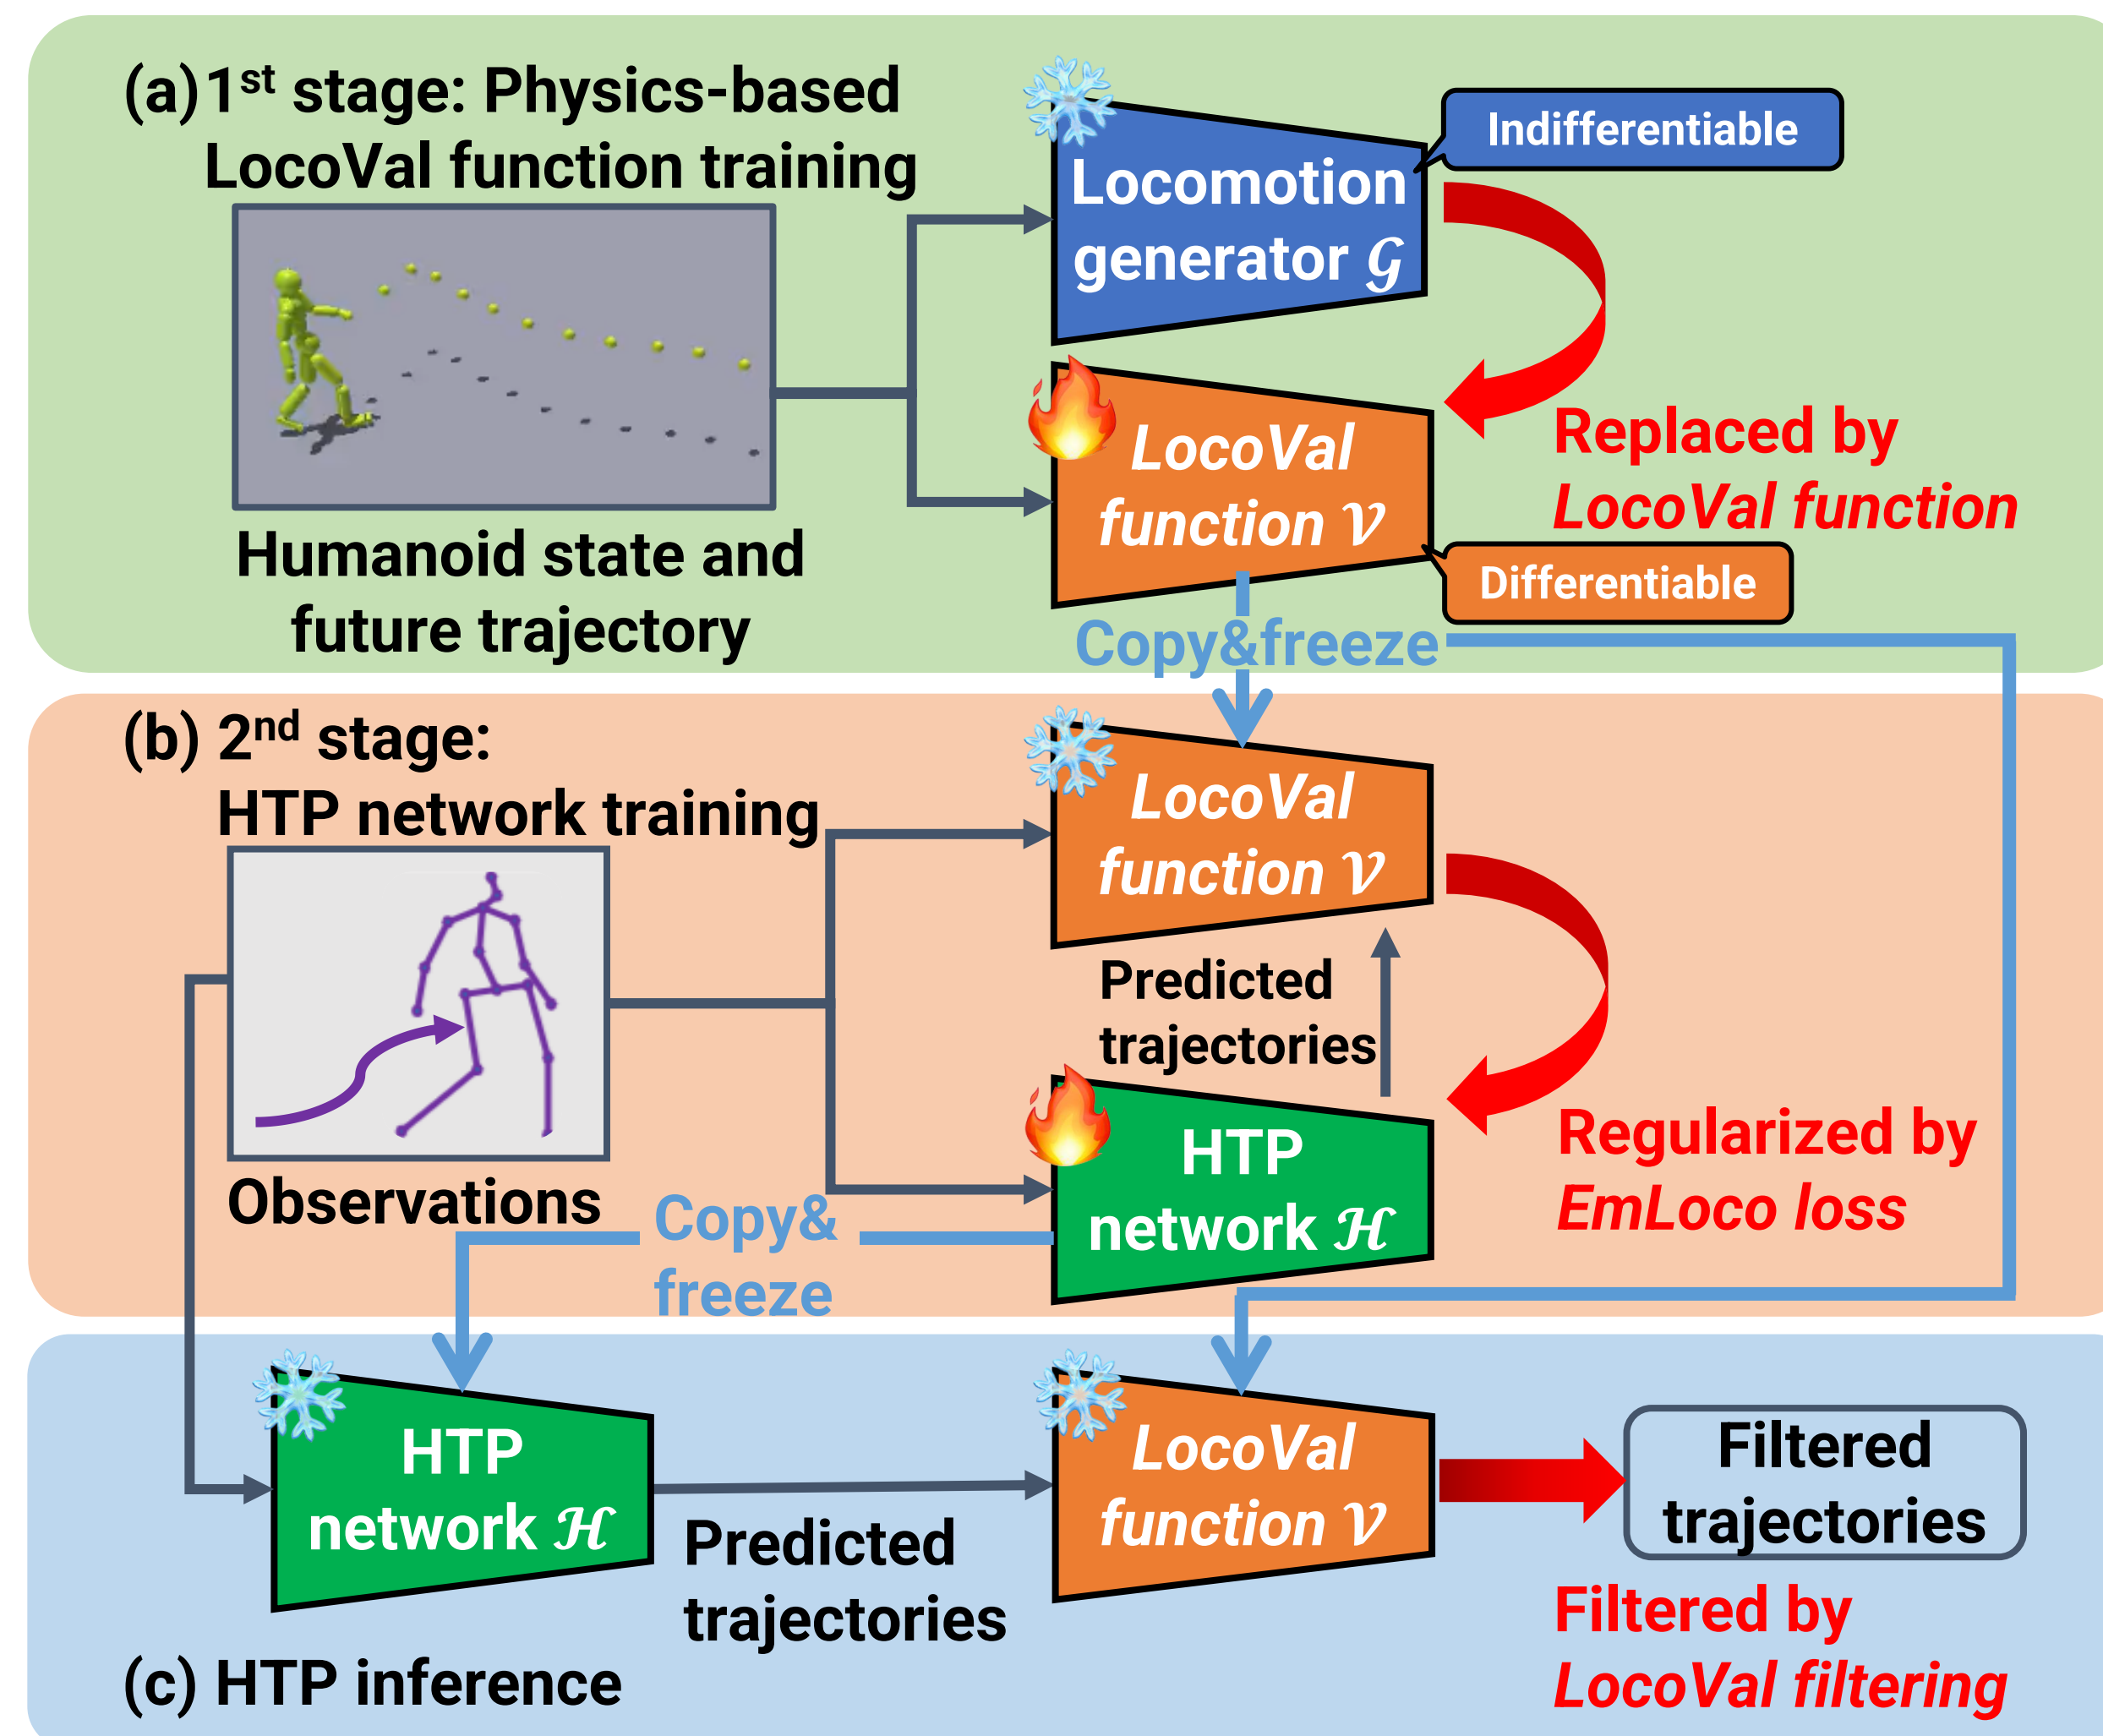 (a) 1st stage: Physics-based
LocoVal function training
Humanoid state and
future trajectory
Locomotion
generator 𝒢
Indifferentiable
LocoVal
function 𝒱
Replaced by
LocoVal function
Differentiable
Copy&freeze
(b) 2nd stage:
HTP network training
Observations
LocoVal
function 𝒱
Predicted
trajectories
HTP
network ℋ
Regularized by
EmLoco loss
Copy&
freeze
HTP
network ℋ
Predicted
trajectories
LocoVal
function 𝒱
Filtered
trajectories
Filtered by
LocoVal filtering
(c) HTP inference